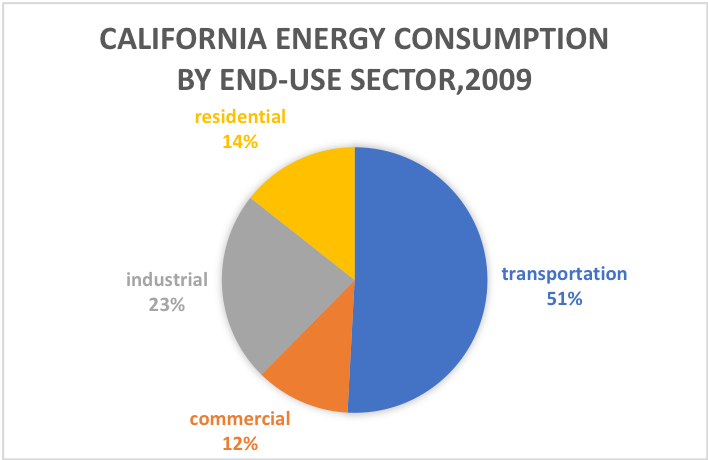 CALIFORNIA ENERGY CONSUMPTION
BY END-USE SECTOR,2009
residential
14%
transportation
51%
industrial
23%
commercial
12%